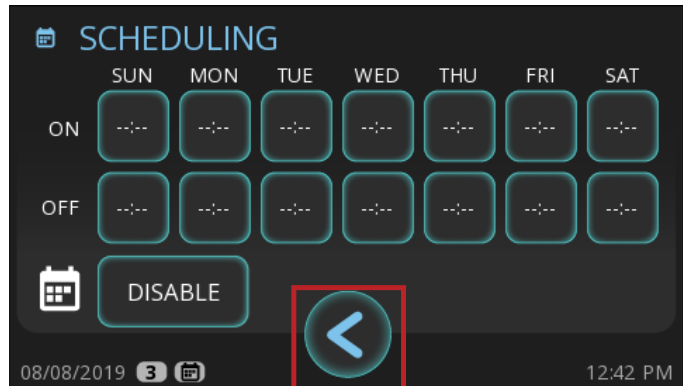 SCHEDULING
SUN MON TUE WED THU FRI SAT
ON --:-- --:-- --:-- --:-- --:-- --:-- --:--
OFF --:-- --:-- --:-- --:-- --:-- --:-- --:--
DISABLE
08/08/2019 3 12:42 PM